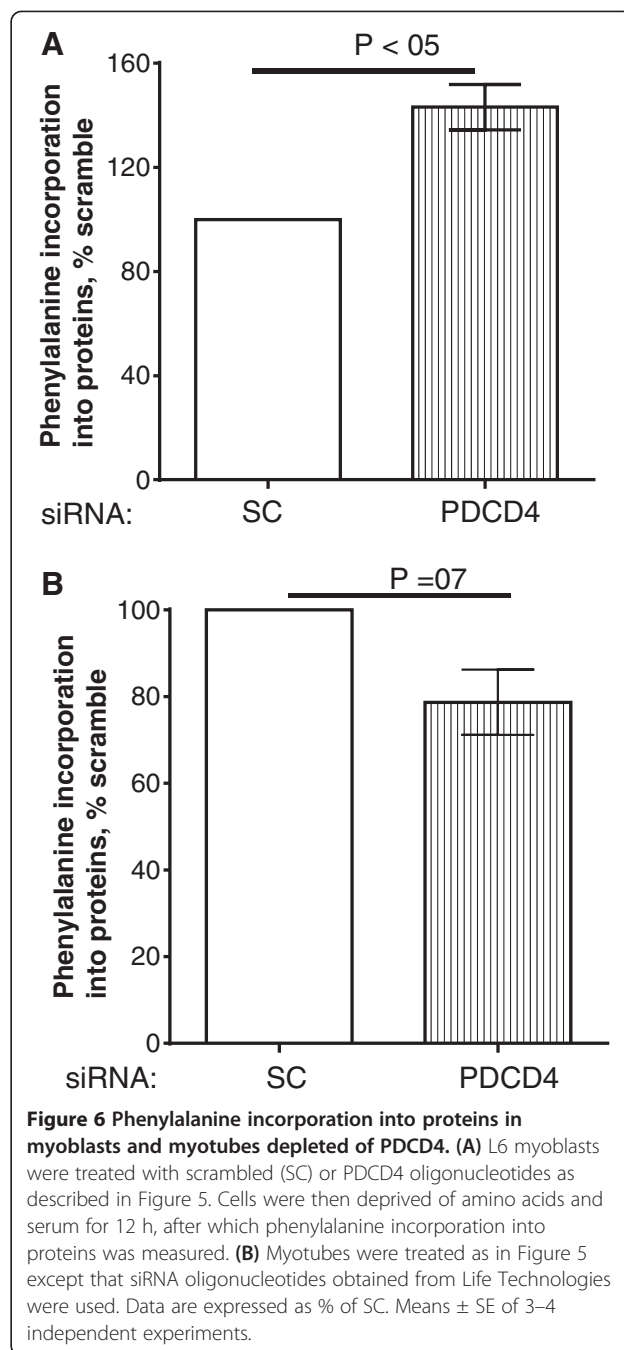 A
P < 05
Phenylalanine incorporation
into proteins, % scramble
160
120
80
40
0
siRNA:
SC
PDCD4
B
P =07
Phenylalanine incorporation
into proteins, % scramble
100
80
60
40
20
0
siRNA:
SC
PDCD4
Figure 6 Phenylalanine incorporation into proteins in
myoblasts and myotubes depleted of PDCD4. (A) L6 myoblasts
were treated with scrambled (SC) or PDCD4 oligonucleotides as
described in Figure 5. Cells were then deprived of amino acids and
serum for 12 h, after which phenylalanine incorporation into
proteins was measured. (B) Myotubes were treated as in Figure 5
except that siRNA oligonucleotides obtained from Life Technologies
were used. Data are expressed as % of SC. Means ± SE of 3–4
independent experiments.